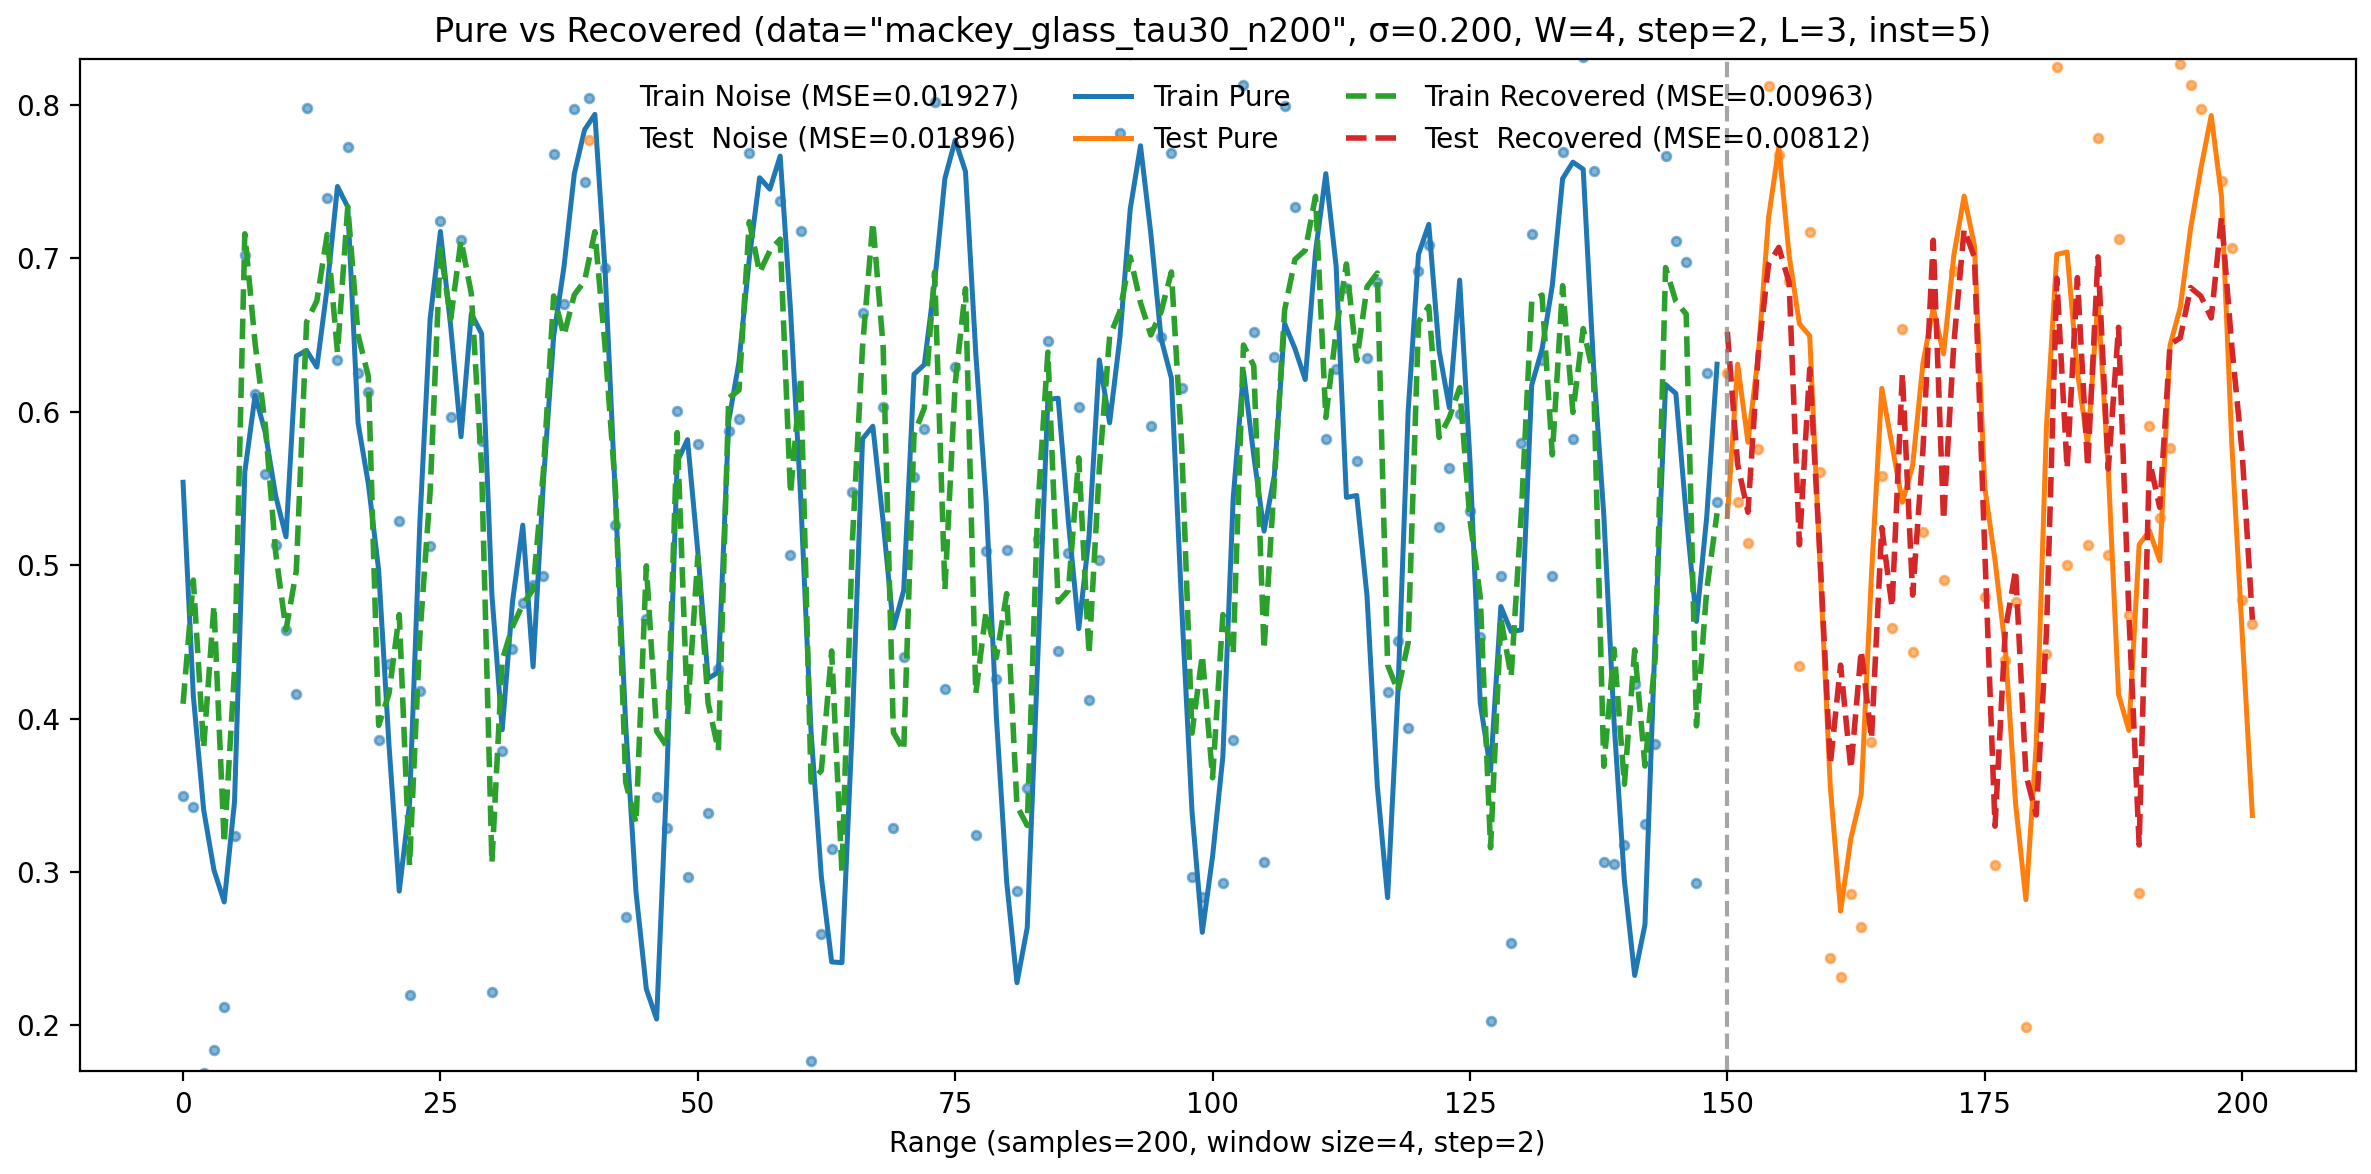 Pure vs Recovered (data="mackey_glass_tau30_n200", σ=0.200, W=4, step=2, L=3, inst=5)
Train Noise (MSE=0.01927) Train Pure Train Recovered (MSE=0.00963)
Test  Noise (MSE=0.01896) Test Pure Test  Recovered (MSE=0.00812)
0.8
0.7
0.6
0.5
0.4
0.3
0.2
0 25 50 75 100 125 150 175 200
Range (samples=200, window size=4, step=2)